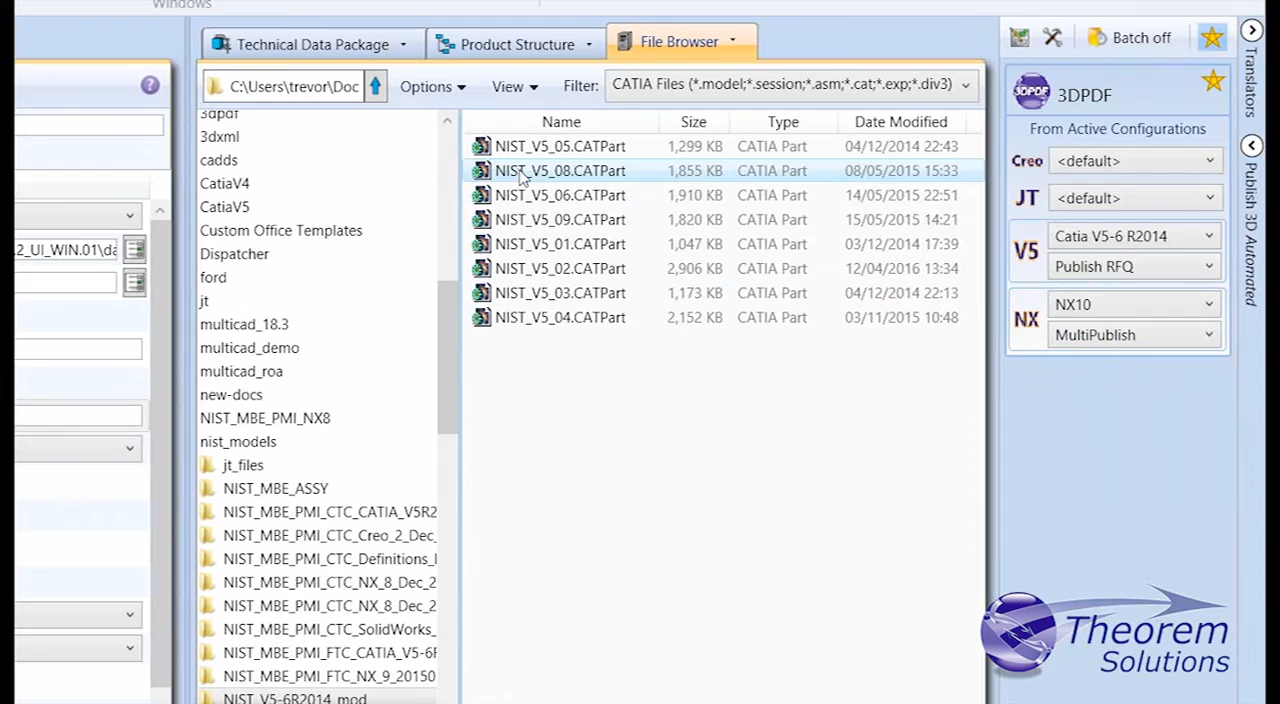 Windows
Technical Data Package
Product Structure
File Browser
Batch off
C:\Users\trevor\Doc
Options
View
Filter:
CATIA Files (*.model;*.session;*.asm;*.cat;*.exp;*.div3)
3dpdf
3dxml
cadds
CatiaV4
CatiaV5
Custom Office Templates
Dispatcher
ford
jt
multicad_18.3
multicad_demo
multicad_roa
new-docs
NIST_MBE_PMI_NX8
nist_models
jt_files
NIST_MBE_ASSY
NIST_MBE_PMI_CTC_CATIA_V5R2
NIST_MBE_PMI_CTC_Creo_2_Dec_
NIST_MBE_PMI_CTC_Definitions_
NIST_MBE_PMI_CTC_NX_8_Dec_2
NIST_MBE_PMI_CTC_NX_8_Dec_2
NIST_MBE_PMI_CTC_SolidWorks_
NIST_MBE_PMI_FTC_CATIA_V5-6
NIST_MBE_PMI_FTC_NX_9_20150
NIST_V5-6R2014_mod
.2_UI_WIN.01\da
Name Size Type Date Modified
NIST_V5_05.CATPart 1,299 KB CATIA Part 04/12/2014 22:43
NIST_V5_08.CATPart 1,855 KB CATIA Part 08/05/2015 15:33
NIST_V5_06.CATPart 1,910 KB CATIA Part 14/05/2015 22:51
NIST_V5_09.CATPart 1,820 KB CATIA Part 15/05/2015 14:21
NIST_V5_01.CATPart 1,047 KB CATIA Part 03/12/2014 17:39
NIST_V5_02.CATPart 2,906 KB CATIA Part 12/04/2016 13:34
NIST_V5_03.CATPart 1,173 KB CATIA Part 04/12/2014 22:13
NIST_V5_04.CATPart 2,152 KB CATIA Part 03/11/2015 10:48
3DPDF
3DPDF
From Active Configurations
Creo <default>
JT <default>
V5 Catia V5-6 R2014
Publish RFQ
NX NX10
MultiPublish
Translators
Publish 3D Automated
Theorem
Solutions